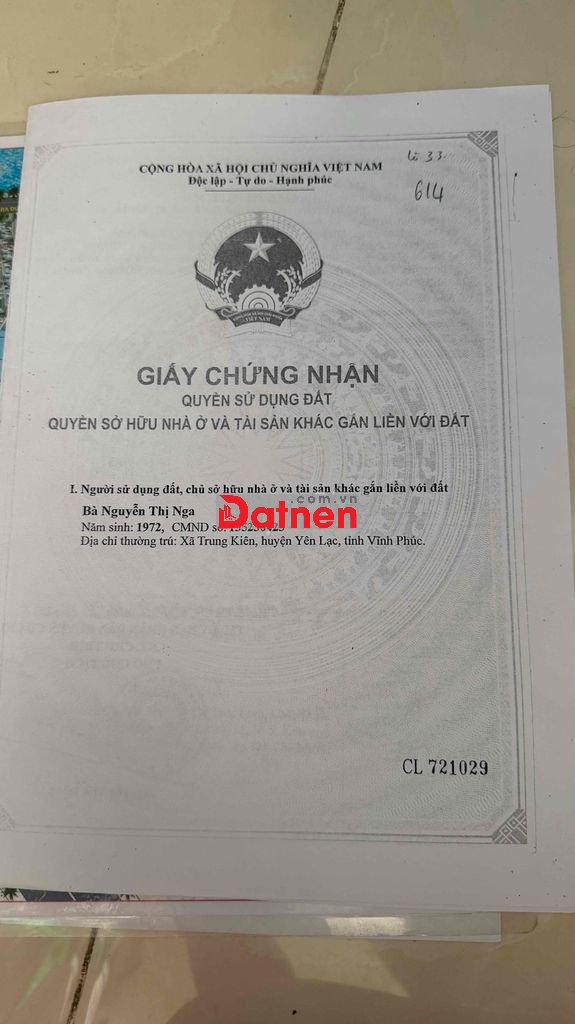 CỘNG HÒA XÃ HỘI CHỦ NGHĨA VIỆT NAM
Độc lập - Tự do - Hạnh phúc
33
614
VIỆT NAM
GIẤY CHỨNG NHẬN
QUYỀN SỬ DỤNG ĐẤT
QUYỀN SỞ HỮU NHÀ Ở VÀ TÀI SẢN KHÁC GẮN LIỀN VỚI ĐẤT
I. Người sử dụng đất, chủ sở hữu nhà ở và tài sản khác gắn liền với đất
Bà Nguyễn Thị Nga
.com.vn
Datnen
Năm sinh: 1972, CMND số:
Địa chỉ thường trú: Xã Trung Kiên, huyện Yên Lạc, tỉnh Vĩnh Phúc.
CL 721029